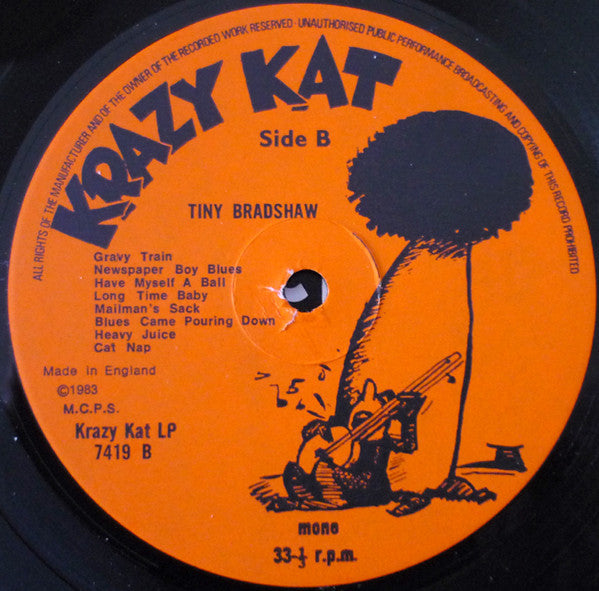 ALL RIGHTS OF THE MANUFACTURER AND OF THE OWNER OF THE RECORDED WORK RESERVED · UNAUTHORISED PUBLIC PERFORMANCE BROADCASTING AND COPYING OF THIS RECORD PROHIBITED
KRAZY KAT
Side B
TINY BRADSHAW
Gravy Train
Newspaper Boy Blues
Have Myself A Ball
Long Time Baby
Mailman's Sack
Blues Came Pouring Down
Heavy Juice
Cat Nap
Made in England
©1983
M.C.P.S.
Krazy Kat LP
7419 B
mono
33-⅓ r.p.m.